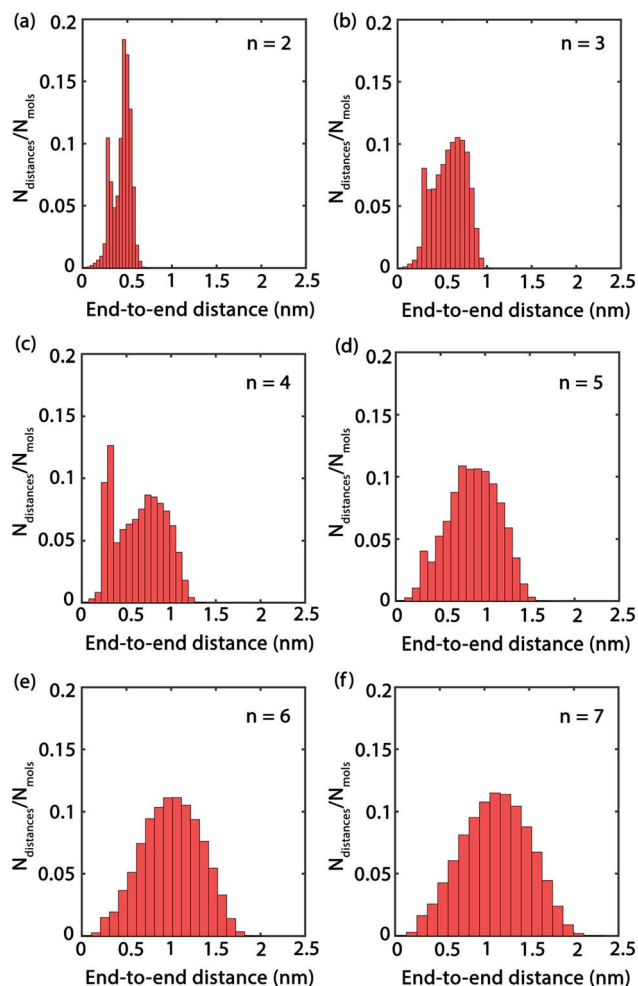 (a)
n = 2
0.2
0.15
0.1
0.05
0
N_distances/N_mols
0 0.5 1 1.5 2 2.5
End-to-end distance (nm)
(b)
n = 3
0.2
0.15
0.1
0.05
0
N_distances/N_mols
0 0.5 1 1.5 2 2.5
End-to-end distance (nm)
(c)
n = 4
0.2
0.15
0.1
0.05
0
N_distances/N_mols
0 0.5 1 1.5 2 2.5
End-to-end distance (nm)
(d)
n = 5
0.2
0.15
0.1
0.05
0
N_distances/N_mols
0 0.5 1 1.5 2 2.5
End-to-end distance (nm)
(e)
n = 6
0.2
0.15
0.1
0.05
0
N_distances/N_mols
0 0.5 1 1.5 2 2.5
End-to-end distance (nm)
(f)
n = 7
0.2
0.15
0.1
0.05
0
N_distances/N_mols
0 0.5 1 1.5 2 2.5
End-to-end distance (nm)